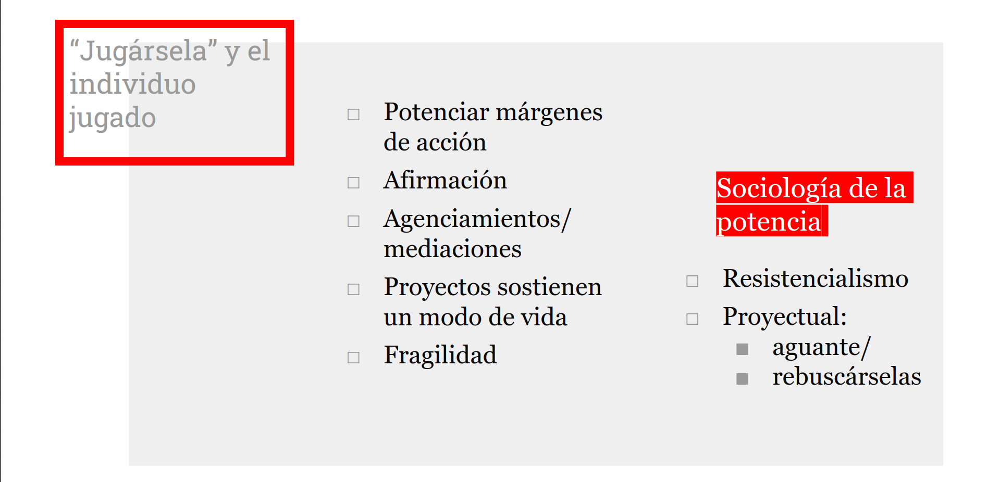 “Jugársela” y el
individuo
jugado
Potenciar márgenes
de acción
Afirmación
Agenciamientos/
mediaciones
Proyectos sostienen
un modo de vida
Fragilidad
Sociología de la
potencia
Resistencialismo
Proyectual:
aguante/
rebuscárselas